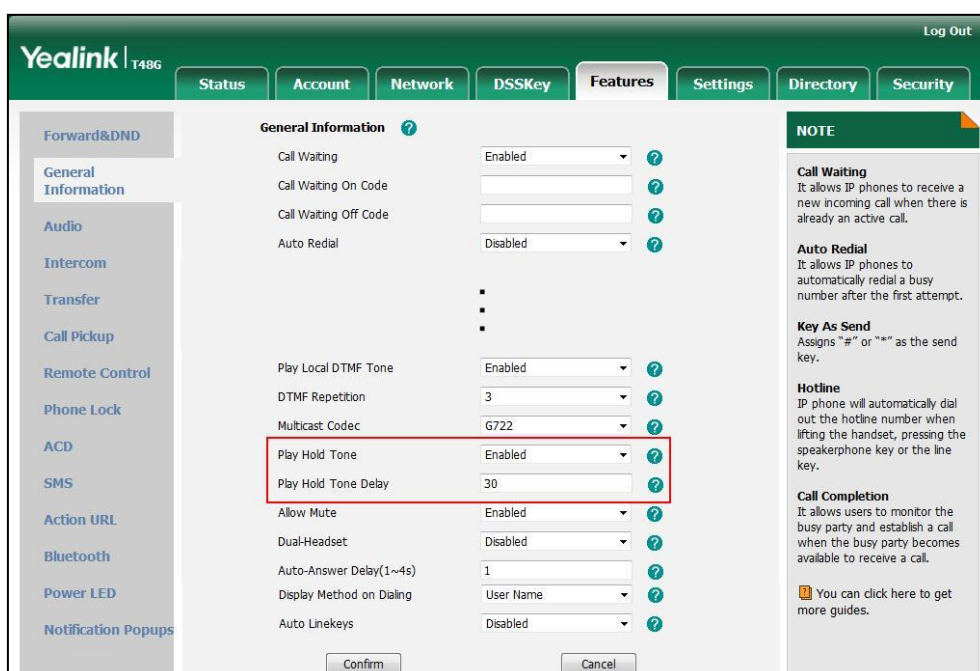 Log Out
Yealink T48G
Status Account Network DSSKey Features Settings Directory Security
Forward&DND
General
Information
Audio
Intercom
Transfer
Call Pickup
Remote Control
Phone Lock
ACD
SMS
Action URL
Bluetooth
Power LED
Notification Popups
General Information ?
Call Waiting Enabled ?
Call Waiting On Code ?
Call Waiting Off Code ?
Auto Redial Disabled ?
Play Local DTMF Tone Enabled ?
DTMF Repetition 3 ?
Multicast Codec G722 ?
Play Hold Tone Enabled ?
Play Hold Tone Delay 30 ?
Allow Mute Enabled ?
Dual-Headset Disabled ?
Auto-Answer Delay(1~4s) 1 ?
Display Method on Dialing User Name ?
Auto Linekeys Disabled ?
Confirm Cancel
NOTE
Call Waiting
It allows IP phones to receive a
new incoming call when there is
already an active call.
Auto Redial
It allows IP phones to
automatically redial a busy
number after the first attempt.
Key As Send
Assigns "#" or "*" as the send
key.
Hotline
IP phone will automatically dial
out the hotline number when
lifting the handset, pressing the
speakerphone key or the line
key.
Call Completion
It allows users to monitor the
busy party and establish a call
when the busy party becomes
available to receive a call.
? You can click here to get
more guides.